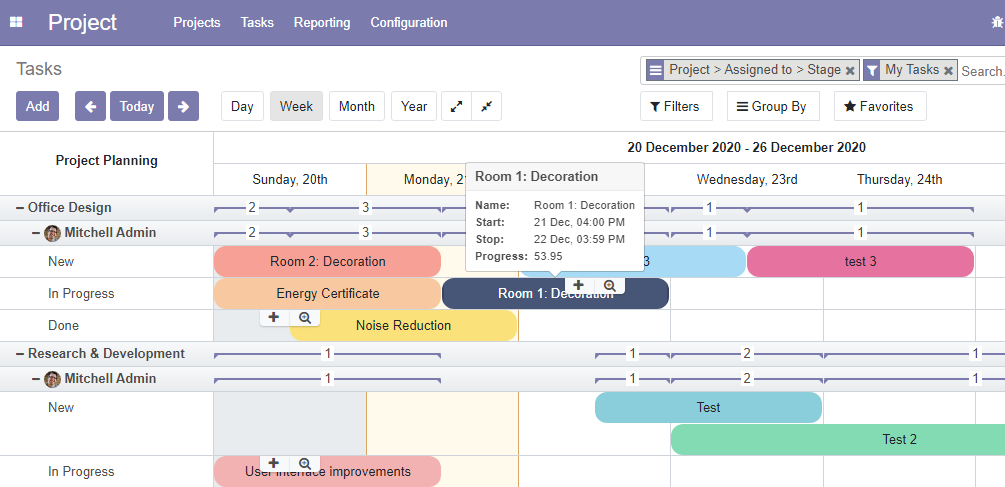 Project Projects Tasks Reporting Configuration
Tasks
Project > Assigned to > Stage × My Tasks × Search.
Add Today Day Week Month Year Filters Group By Favorites
Project Planning
20 December 2020 - 26 December 2020
Sunday, 20th Monday, 2 Wednesday, 23rd Thursday, 24th
Room 1: Decoration
Name: Room 1: Decoration
Start: 21 Dec, 04:00 PM
Stop: 22 Dec, 03:59 PM
Progress: 53.95
Office Design 2 3 1 1
Mitchell Admin 2 3 1 1
New Room 2: Decoration 3 test 3
In Progress Energy Certificate Room 1: Decoration
Done Noise Reduction
Research & Development 1 1 2 1
Mitchell Admin 1 1 2 1
New Test
Test 2
In Progress User interface improvements